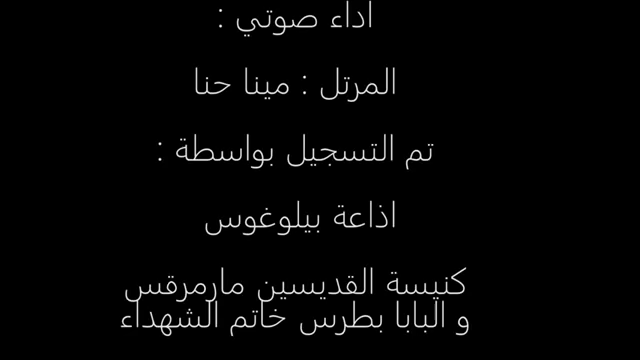 اداء صوتي :
المرتل : مينا حنا
تم التسجيل بواسطة :
اذاعة بيلوغوس
كنيسة القديسين مارمرقس
و البابا بطرس خاتم الشهداء